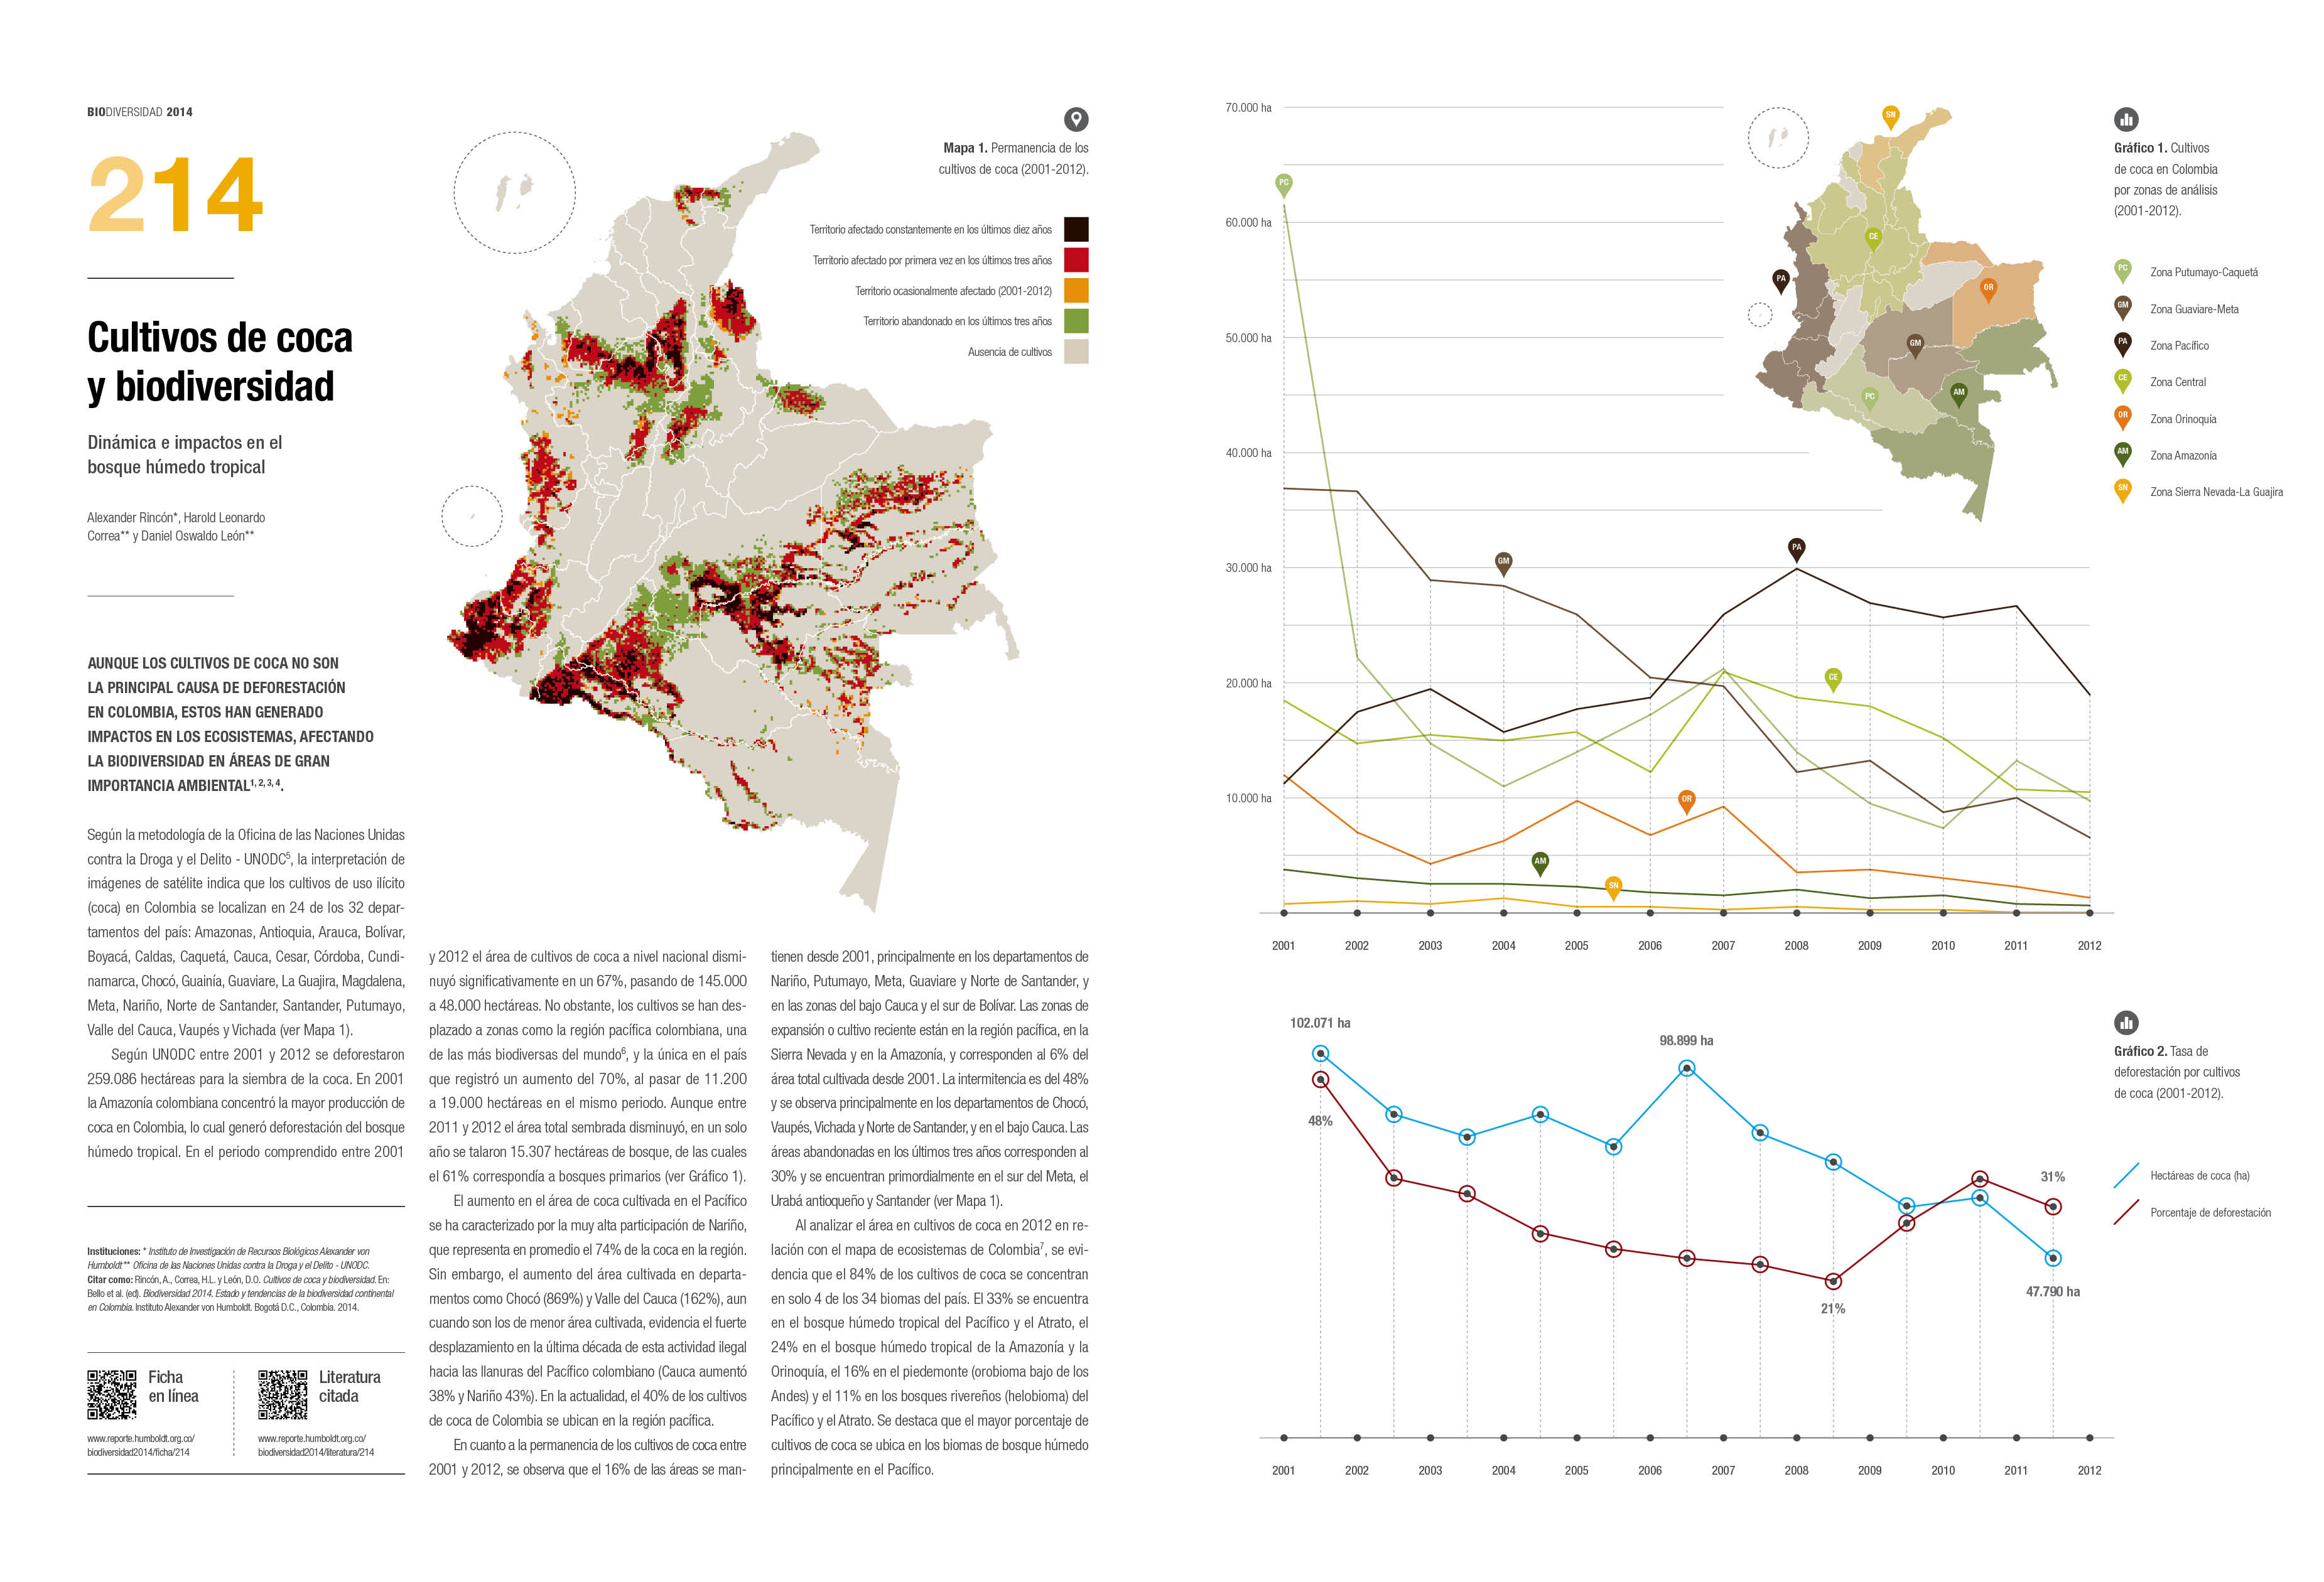 BIODIVERSIDAD 2014
214
Cultivos de coca
y biodiversidad
Dinámica e impactos en el
bosque húmedo tropical
Alexander Rincón*, Harold Leonardo
Correa** y Daniel Oswaldo León**
AUNQUE LOS CULTIVOS DE COCA NO SON
LA PRINCIPAL CAUSA DE DEFORESTACIÓN
EN COLOMBIA, ESTOS HAN GENERADO
IMPACTOS EN LOS ECOSISTEMAS, AFECTANDO
LA BIODIVERSIDAD EN ÁREAS DE GRAN
IMPORTANCIA AMBIENTAL1, 2, 3, 4.
Según la metodología de la Oficina de las Naciones Unidas
contra la Droga y el Delito - UNODC5, la interpretación de
imágenes de satélite indica que los cultivos de uso ilícito
(coca) en Colombia se localizan en 24 de los 32 depar-
tamentos del país: Amazonas, Antioquia, Arauca, Bolívar,
Boyacá, Caldas, Caquetá, Cauca, Cesar, Córdoba, Cundi-
namarca, Chocó, Guainía, Guaviare, La Guajira, Magdalena,
Meta, Nariño, Norte de Santander, Santander, Putumayo,
Valle del Cauca, Vaupés y Vichada (ver Mapa 1).
Según UNODC entre 2001 y 2012 se deforestaron
259.086 hectáreas para la siembra de la coca. En 2001
la Amazonía colombiana concentró la mayor producción de
coca en Colombia, lo cual generó deforestación del bosque
húmedo tropical. En el periodo comprendido entre 2001
Instituciones: * Instituto de Investigación de Recursos Biológicos Alexander von
Humboldt ** Oficina de las Naciones Unidas contra la Droga y el Delito - UNODC.
Citar como: Rincón, A., Correa, H.L. y León, D.O. Cultivos de coca y biodiversidad. En:
Bello et al. (ed). Biodiversidad 2014. Estado y tendencias de la biodiversidad continental
en Colombia. Instituto Alexander von Humboldt. Bogotá D.C., Colombia. 2014.
Ficha
en línea
www.reporte.humboldt.org.co/
biodiversidad2014/ficha/214
Literatura
citada
www.reporte.humboldt.org.co/
biodiversidad2014/literatura/214
Mapa 1. Permanencia de los
cultivos de coca (2001-2012).
Territorio afectado constantemente en los últimos diez años
Territorio afectado por primera vez en los últimos tres años
Territorio ocasionalmente afectado (2001-2012)
Territorio abandonado en los últimos tres años
Ausencia de cultivos
y 2012 el área de cultivos de coca a nivel nacional dismi-
nuyó significativamente en un 67%, pasando de 145.000
a 48.000 hectáreas. No obstante, los cultivos se han des-
plazado a zonas como la región pacífica colombiana, una
de las más biodiversas del mundo6, y la única en el país
que registró un aumento del 70%, al pasar de 11.200
a 19.000 hectáreas en el mismo periodo. Aunque entre
2011 y 2012 el área total sembrada disminuyó, en un solo
año se talaron 15.307 hectáreas de bosque, de las cuales
el 61% correspondía a bosques primarios (ver Gráfico 1).
El aumento en el área de coca cultivada en el Pacífico
se ha caracterizado por la muy alta participación de Nariño,
que representa en promedio el 74% de la coca en la región.
Sin embargo, el aumento del área cultivada en departa-
mentos como Chocó (869%) y Valle del Cauca (162%), aun
cuando son los de menor área cultivada, evidencia el fuerte
desplazamiento en la última década de esta actividad ilegal
hacia las llanuras del Pacífico colombiano (Cauca aumentó
38% y Nariño 43%). En la actualidad, el 40% de los cultivos
de coca de Colombia se ubican en la región pacífica.
En cuanto a la permanencia de los cultivos de coca entre
2001 y 2012, se observa que el 16% de las áreas se man-
tienen desde 2001, principalmente en los departamentos de
Nariño, Putumayo, Meta, Guaviare y Norte de Santander, y
en las zonas del bajo Cauca y el sur de Bolívar. Las zonas de
expansión o cultivo reciente están en la región pacífica, en la
Sierra Nevada y en la Amazonía, y corresponden al 6% del
área total cultivada desde 2001. La intermitencia es del 48%
y se observa principalmente en los departamentos de Chocó,
Vaupés, Vichada y Norte de Santander, y en el bajo Cauca. Las
áreas abandonadas en los últimos tres años corresponden al
30% y se encuentran primordialmente en el sur del Meta, el
Urabá antioqueño y Santander (ver Mapa 1).
Al analizar el área en cultivos de coca en 2012 en re-
lación con el mapa de ecosistemas de Colombia7, se evi-
dencia que el 84% de los cultivos de coca se concentran
en solo 4 de los 34 biomas del país. El 33% se encuentra
en el bosque húmedo tropical del Pacífico y el Atrato, el
24% en el bosque húmedo tropical de la Amazonía y la
Orinoquía, el 16% en el piedemonte (orobioma bajo de los
Andes) y el 11% en los bosques rivereños (helobioma) del
Pacífico y el Atrato. Se destaca que el mayor porcentaje de
cultivos de coca se ubica en los biomas de bosque húmedo
principalmente en el Pacífico.
70.000 ha
60.000 ha
50.000 ha
40.000 ha
30.000 ha
20.000 ha
10.000 ha
PC
GM
PA
CE
OR
AM
SN
2001 2002 2003 2004 2005 2006 2007 2008 2009 2010 2011 2012
SN
CE
PA
OR
GM
AM
PC
Gráfico 1. Cultivos
de coca en Colombia
por zonas de análisis
(2001-2012).
PC Zona Putumayo-Caquetá
GM Zona Guaviare-Meta
PA Zona Pacífico
CE Zona Central
OR Zona Orinoquía
AM Zona Amazonía
SN Zona Sierra Nevada-La Guajira
102.071 ha
48%
98.899 ha
21%
31%
47.790 ha
2001 2002 2003 2004 2005 2006 2007 2008 2009 2010 2011 2012
Gráfico 2. Tasa de
deforestación por cultivos
de coca (2001-2012).
Hectáreas de coca (ha)
Porcentaje de deforestación